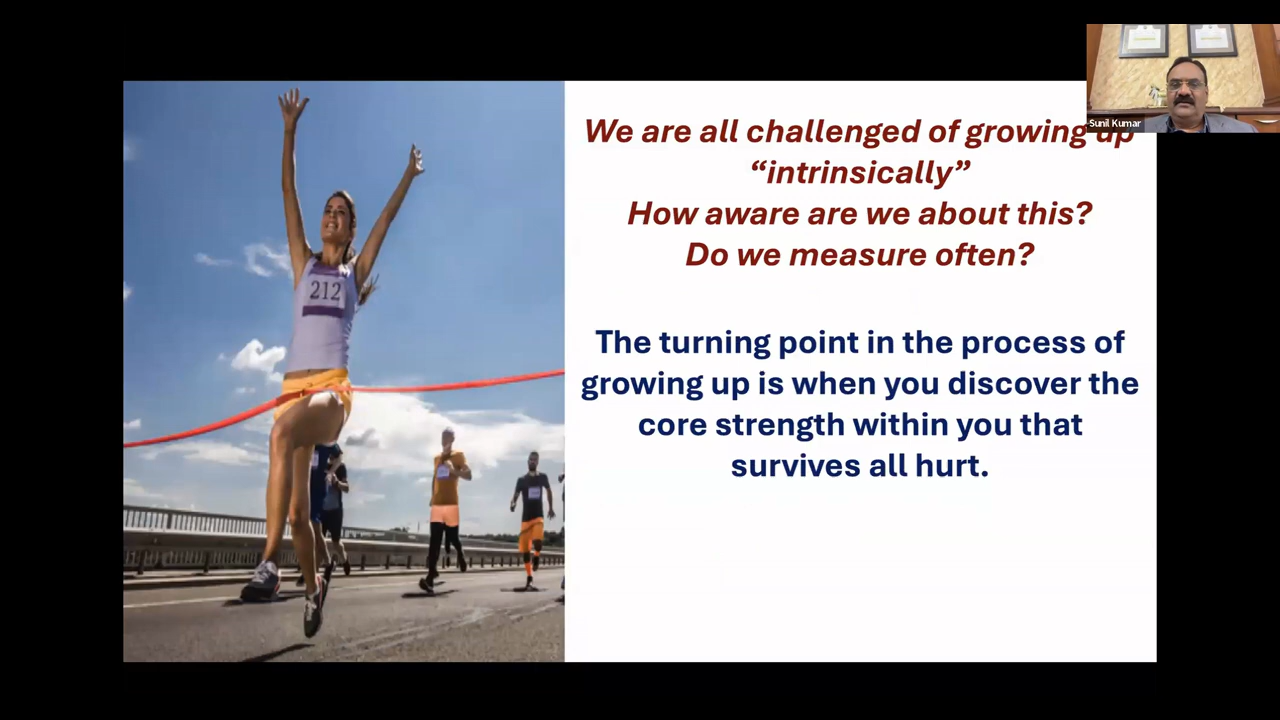 We are all challenged of growing up
“intrinsically”
How aware are we about this?
Do we measure often?
The turning point in the process of
growing up is when you discover the
core strength within you that
survives all hurt.
212
Sunil Kumar